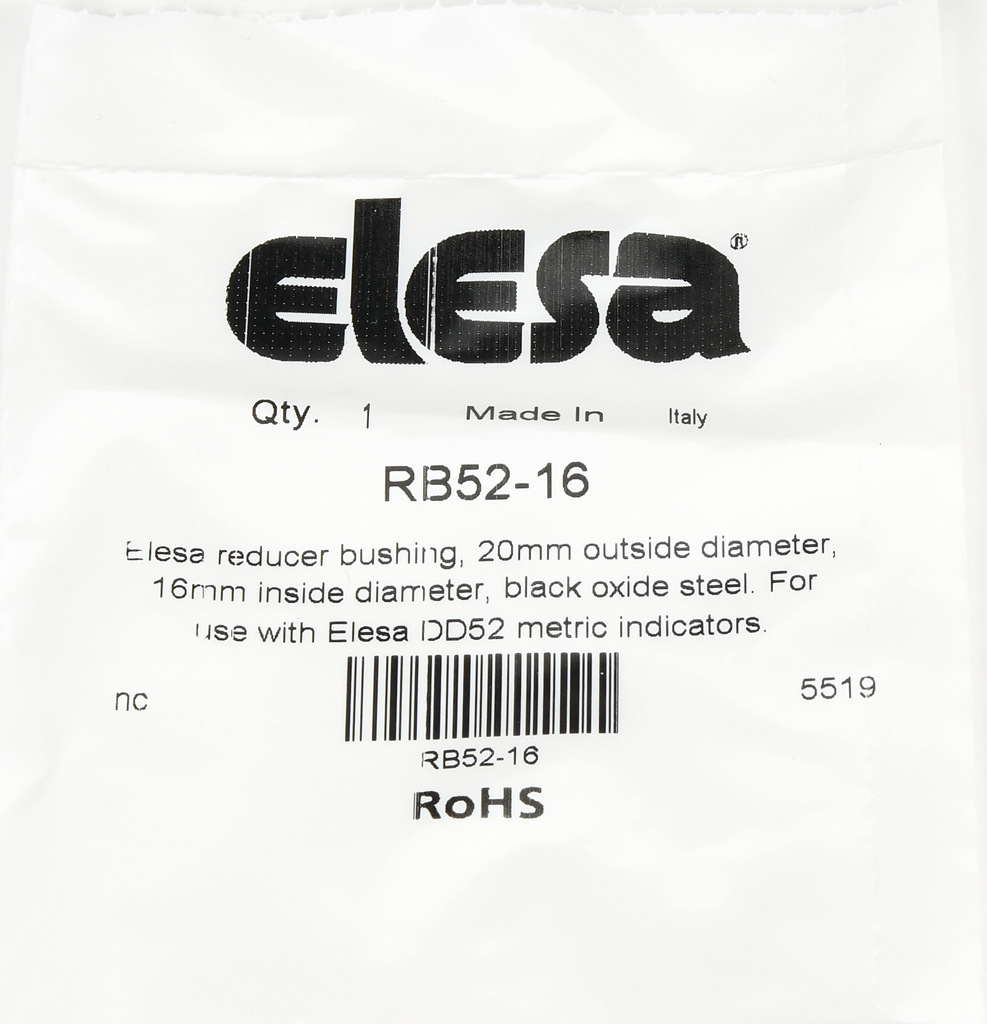 elesa®
Qty. 1 Made In Italy
RB52-16
Elesa reducer bushing, 20mm outside diameter,
16mm inside diameter, black oxide steel. For
use with Elesa DD52 metric indicators.
nc 5519
RB52-16
RoHS